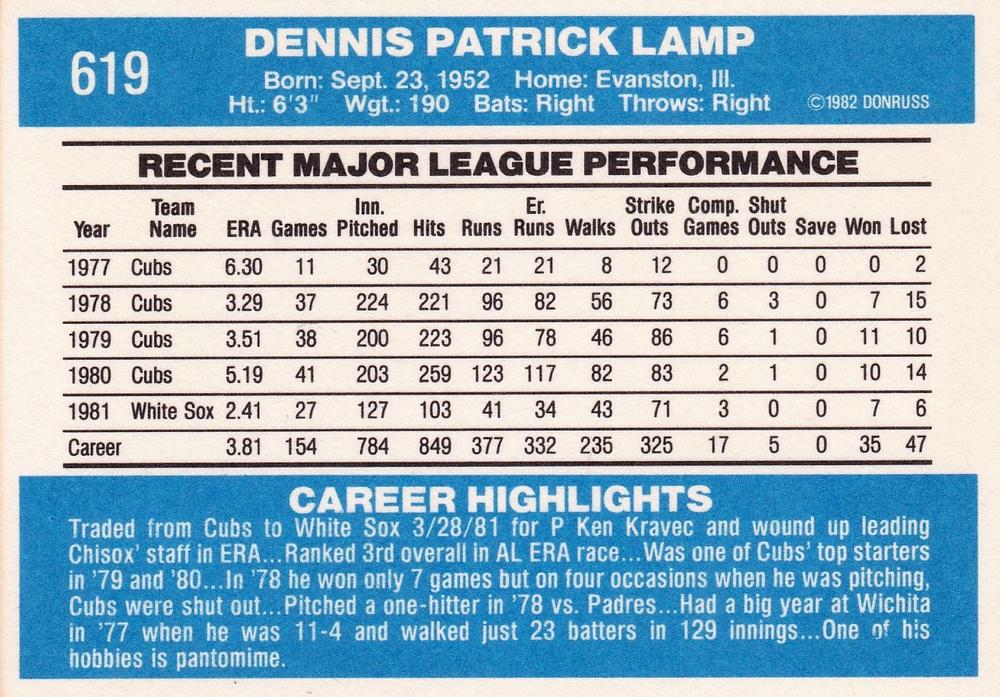 619
DENNIS PATRICK LAMP
Born: Sept. 23, 1952 Home: Evanston, Ill.
Ht.: 6'3" Wgt.: 190 Bats: Right Throws: Right
©1982 DONRUSS
RECENT MAJOR LEAGUE PERFORMANCE
Year Team Name ERA Games Inn. Pitched Hits Runs Er. Runs Walks Strike Outs Comp. Games Shut Outs Save Won Lost
1977 Cubs 6.30 11 30 43 21 21 8 12 0 0 0 0 2
1978 Cubs 3.29 37 224 221 96 82 56 73 6 3 0 7 15
1979 Cubs 3.51 38 200 223 96 78 46 86 6 1 0 11 10
1980 Cubs 5.19 41 203 259 123 117 82 83 2 1 0 10 14
1981 White Sox 2.41 27 127 103 41 34 43 71 3 0 0 7 6
Career 3.81 154 784 849 377 332 235 325 17 5 0 35 47
CAREER HIGHLIGHTS
Traded from Cubs to White Sox 3/28/81 for P Ken Kravec and wound up leading
Chisox' staff in ERA...Ranked 3rd overall in AL ERA race...Was one of Cubs' top starters
in '79 and '80...In '78 he won only 7 games but on four occasions when he was pitching,
Cubs were shut out...Pitched a one-hitter in '78 vs. Padres...Had a big year at Wichita
in '77 when he was 11-4 and walked just 23 batters in 129 innings...One of his
hobbies is pantomime.